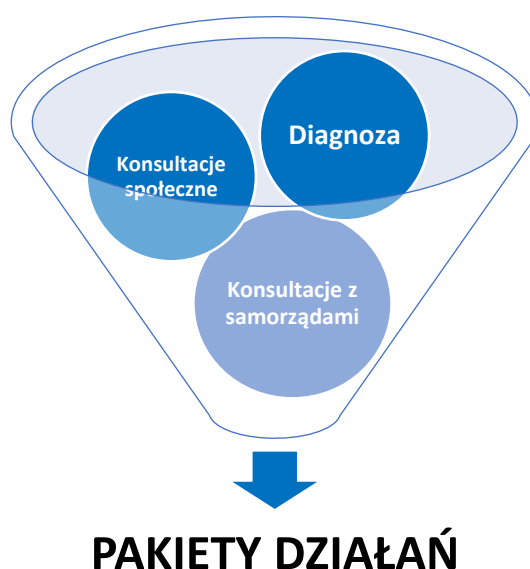 Diagnoza
Konsultacje
społeczne
Konsultacje z
samorządami
PAKIETY DZIAŁAŃ